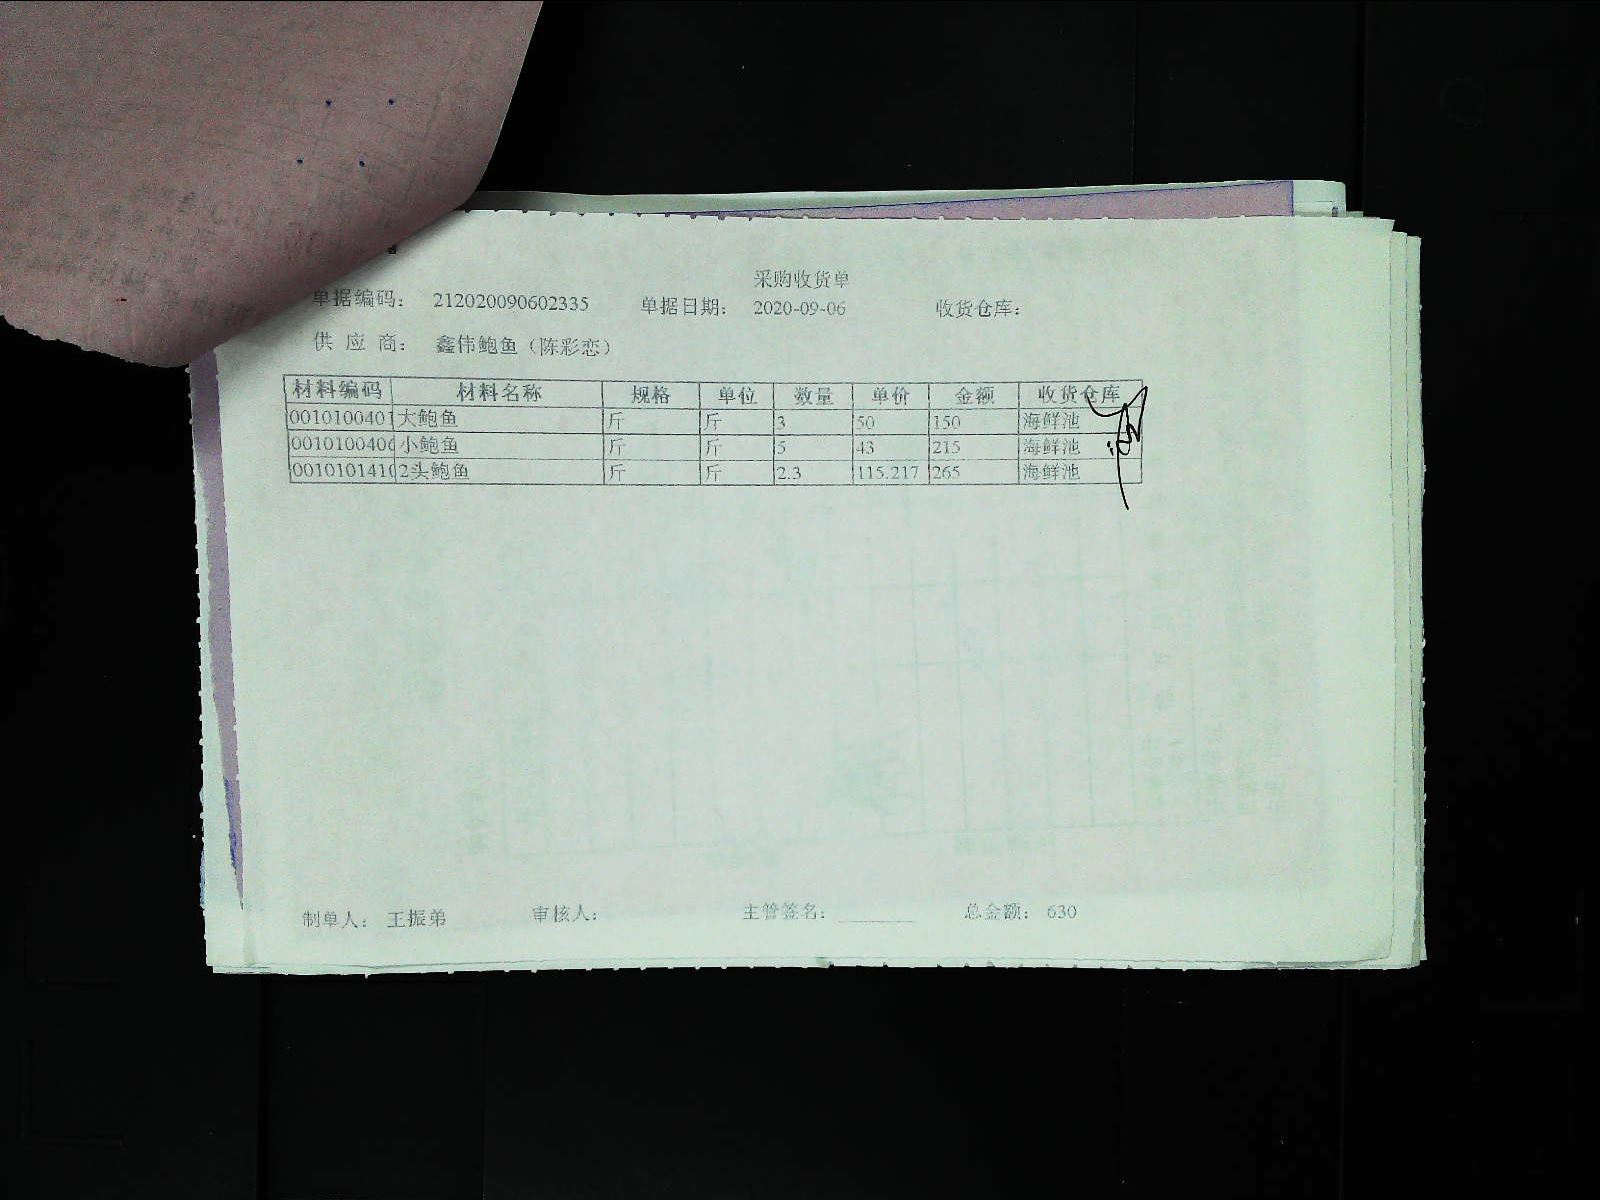 采购收货单
单据编码： 212020090602335 单据日期： 2020-09-06 收货仓库：
供 应 商： 鑫伟鲍鱼（陈彩恋）
材料编码 材料名称 规格 单位 数量 单价 金额 收货仓库
0010100401 大鲍鱼 斤 斤 3 50 150 海鲜池
001010040 小鲍鱼 斤 斤 5 43 215 海鲜池
001010141 2头鲍鱼 斤 斤 2.3 115.217 265 海鲜池
制单人： 王振弟 审核人： 主管签名： 总金额： 630